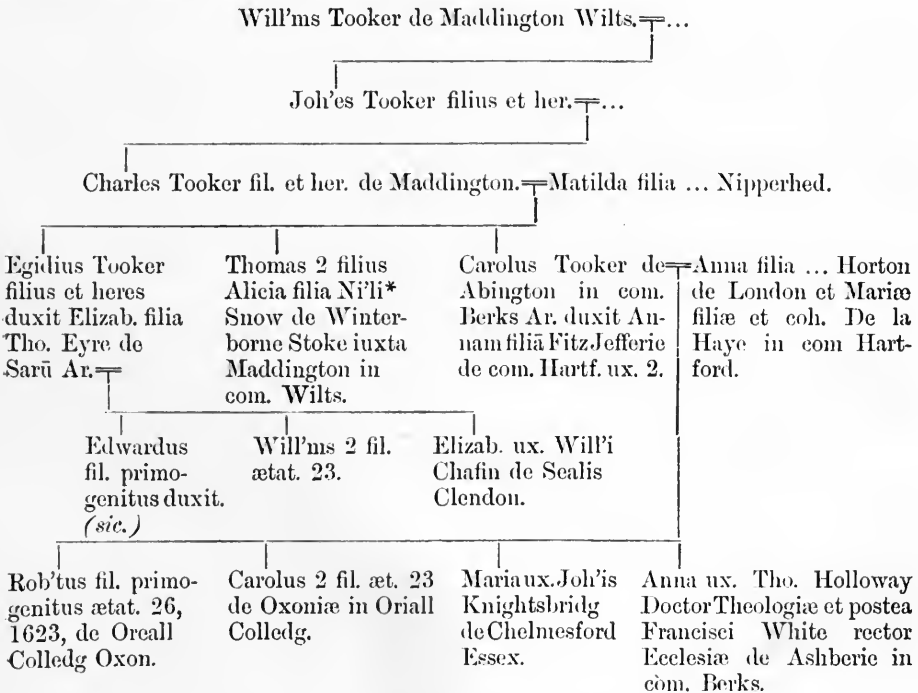 Will'ms Tooker de Maddington Wilts.=...
Joh'es Tooker filius et her.=...
Charles Tooker fil. et her. de Maddington.=Matilda filia ... Nipperhed.
Egidius Tooker
filius et heres
duxit Elizab. filia
Tho. Eyre de
Sarū Ar.=
Thomas 2 filius
Alicia filia Ni'li*
Snow de Winter-
borne Stoke iuxta
Maddington in
com. Wilts.
Carolus Tooker de=
Abington in com.
Berks Ar. duxit An-
nam filiā Fitz Jefferie
de com. Hartf. ux. 2.
Anna filia ... Horton
de London et Mariæ
filiæ et coh. De la
Haye in com Hart-
ford.
Edwardus
fil. primo-
genitus duxit.
(sic.)
Will'ms 2 fil.
ætat. 23.
Elizab. ux. Will'i
Chafin de Sealis
Clendon.
Rob'tus fil. primo-
genitus ætat. 26,
1623, de Oreall
Colledg Oxon.
Carolus 2 fil. æt. 23
de Oxoniæ in Oriall
Colledg.
Maria ux. Joh'is
Knightsbridg
de Chelmesford
Essex.
Anna ux. Tho. Holloway
Doctor Theologiæ et postea
Francisci White rector
Ecclesiæ de Ashberie in
com. Berks.